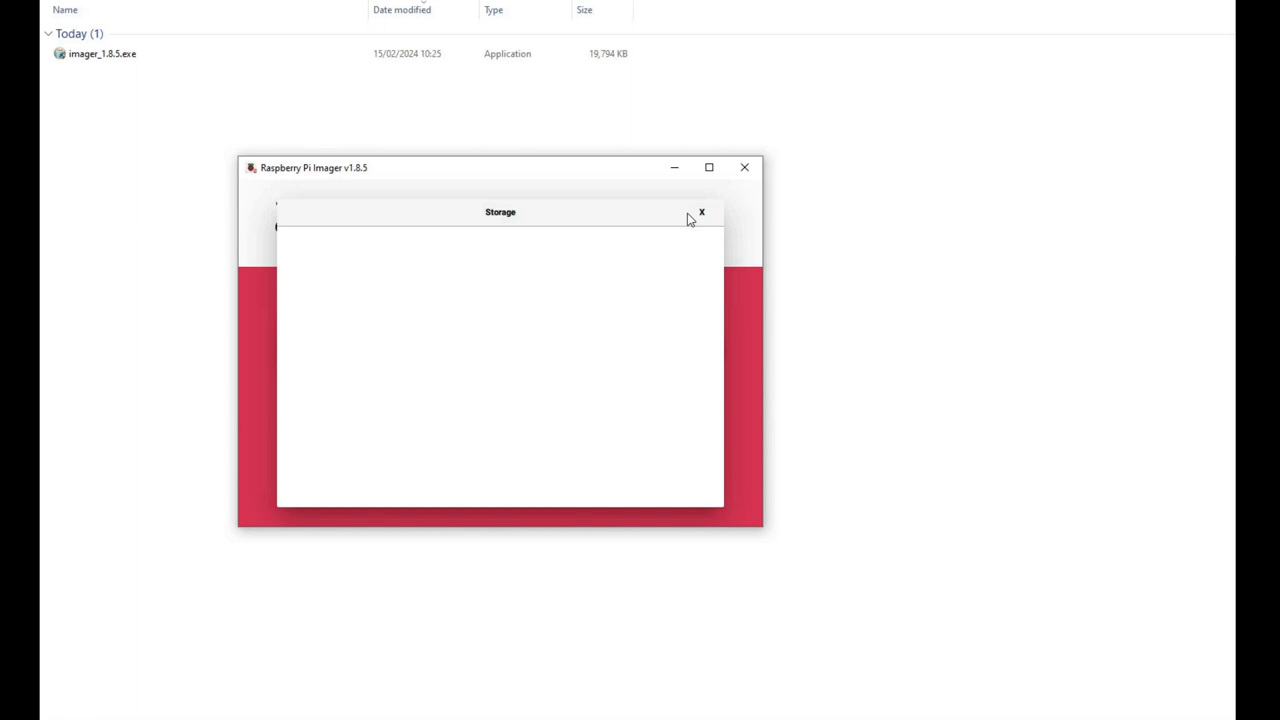 Name Date modified Type Size
Today (1)
imager_1.8.5.exe 15/02/2024 10:25 Application 19,794 KB
Raspberry Pi Imager v1.8.5
Storage X